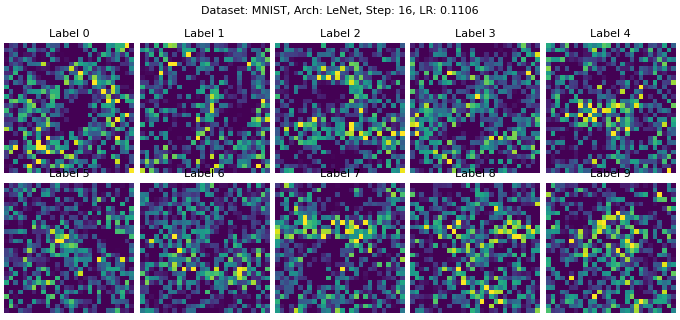 Dataset: MNIST, Arch: LeNet, Step: 16, LR: 0.1106
Label 0 Label 1 Label 2 Label 3 Label 4
Label 5 Label 6 Label 7 Label 8 Label 9